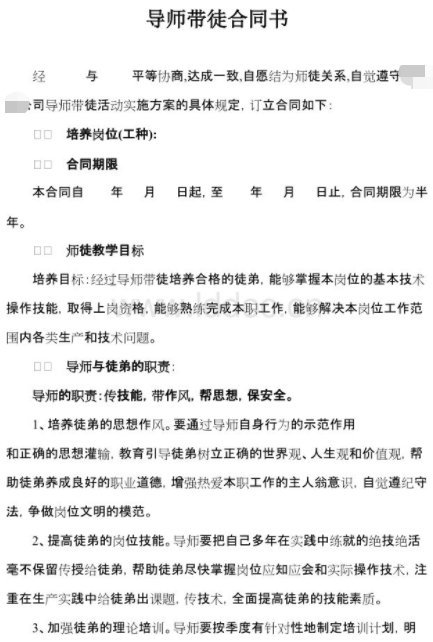 导师带徒合同书
经 与 平等协商,达成一致,自愿结为师徒关系,自觉遵守
公司导师带徒活动实施方案的具体规定，订立合同如下：
□□ 培养岗位(工种):
□□ 合同期限
本合同自 年 月 日起，至 年 月 日止，合同期限为半
年。
□□ 师徒教学目标
培养目标：经过导师带徒培养合格的徒弟，能够掌握本岗位的基本技术
操作技能，取得上岗资格，能够熟练完成本职工作，能够解决本岗位工作范
围内各类生产和技术问题。
□□ 导师与徒弟的职责：
导师的职责：传技能，带作风，帮思想，保安全。
1、培养徒弟的思想作风。要通过导师自身行为的示范作用
和正确的思想灌输，教育引导徒弟树立正确的世界观、人生观和价值观，帮
助徒弟养成良好的职业道德，增强热爱本职工作的主人翁意识，自觉遵纪守
法，争做岗位文明的模范。
2、提高徒弟的岗位技能。导师要把自己多年在实践中练就的绝技绝活
毫不保留传授给徒弟，帮助徒弟尽快掌握岗位应知应会和实际操作技术，注
重在生产实践中给徒弟出课题，传技术，全面提高徒弟的技能素质。
3、加强徒弟的理论培训。导师要按季度有针对性地制定培训计划，明